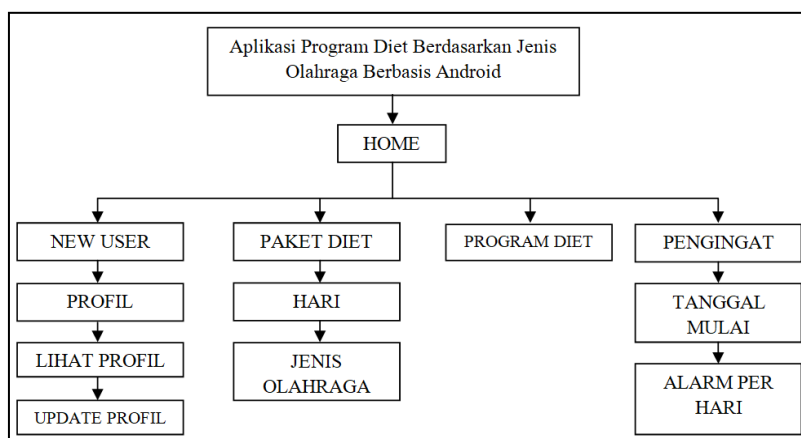 Aplikasi Program Diet Berdasarkan Jenis
Olahraga Berbasis Android
HOME
NEW USER
PAKET DIET
PROGRAM DIET
PENGINGAT
PROFIL
HARI
TANGGAL
MULAI
LIHAT PROFIL
JENIS
OLAHRAGA
ALARM PER
HARI
UPDATE PROFIL